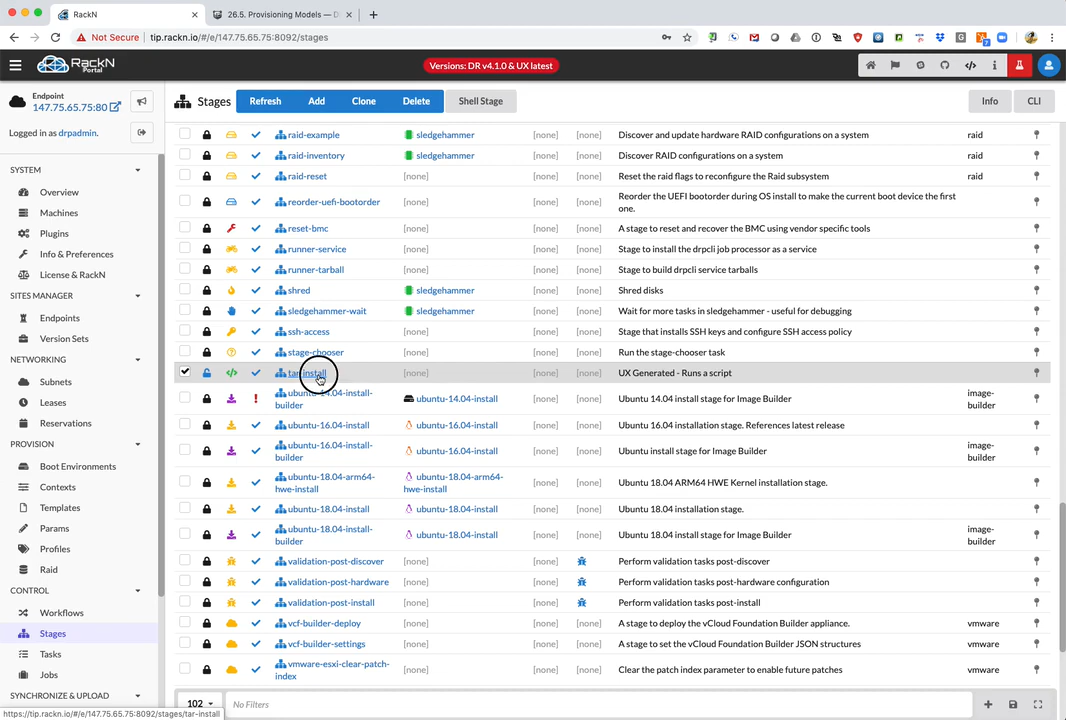 RackN
26.5. Provisioning Models — D
Not Secure
tip.rackn.io/#/e/147.75.65.75:8092/stages
RackN
Portal
Versions: DR v4.1.0 & UX latest
Endpoint
147.75.65.75:80
Logged in as drpadmin.
SYSTEM
Overview
Machines
Plugins
Info & Preferences
License & RackN
SITES MANAGER
Endpoints
Version Sets
NETWORKING
Subnets
Leases
Reservations
PROVISION
Boot Environments
Contexts
Templates
Params
Profiles
Raid
CONTROL
Workflows
Stages
Tasks
Jobs
SYNCHRONIZE & UPLOAD
Stages Refresh Add Clone Delete Shell Stage Info CLI
raid-example sledgehammer [none] [none] Discover and update hardware RAID configurations on a system raid
raid-inventory sledgehammer [none] [none] Discover RAID configurations on a system raid
raid-reset [none] [none] [none] Reset the raid flags to reconfigure the Raid subsystem raid
reorder-uefi-bootorder [none] [none] [none] Reorder the UEFI bootorder during OS install to make the current boot device the first
one.
reset-bmc [none] [none] [none] A stage to reset and recover the BMC using vendor specific tools
runner-service [none] [none] [none] Stage to install the drpcli job processor as a service
runner-tarball [none] [none] [none] Stage to build drpcli service tarballs
shred sledgehammer [none] [none] Shred disks
sledgehammer-wait sledgehammer [none] [none] Wait for more tasks in sledgehammer - useful for debugging
ssh-access [none] [none] [none] Stage that installs SSH keys and configure SSH access policy
stage-chooser [none] [none] [none] Run the stage-chooser task
tar-install [none] [none] [none] UX Generated - Runs a script
ubuntu-14.04-install-
builder ubuntu-14.04-install [none] [none] Ubuntu 14.04 install stage for Image Builder image-
builder
ubuntu-16.04-install ubuntu-16.04-install [none] [none] Ubuntu 16.04 installation stage. References latest release
ubuntu-16.04-install-
builder ubuntu-16.04-install [none] [none] Ubuntu install stage for Image Builder image-
builder
ubuntu-18.04-arm64-
hwe-install ubuntu-18.04-arm64-
hwe-install [none] [none] Ubuntu 18.04 ARM64 HWE Kernel installation stage.
ubuntu-18.04-install ubuntu-18.04-install [none] [none] Ubuntu 18.04 installation stage.
ubuntu-18.04-install-
builder ubuntu-18.04-install [none] [none] Ubuntu 18.04 install stage for Image Builder image-
builder
validation-post-discover [none] [none] Perform validation tasks post-discover
validation-post-hardware [none] [none] Perform validation tasks post-hardware configuration
validation-post-install [none] [none] Perform validation tasks post-install
vcf-builder-deploy [none] [none] [none] A stage to deploy the vCloud Foundation Builder appliance. vmware
vcf-builder-settings [none] [none] [none] A stage to set the vCloud Foundation Builder JSON structures vmware
vmware-esxi-clear-patch-
index [none] [none] [none] Clear the patch index parameter to enable future patches vmware
102 No Filters
https://tip.rackn.io/#/e/147.75.65.75:8092/stages/tar-install